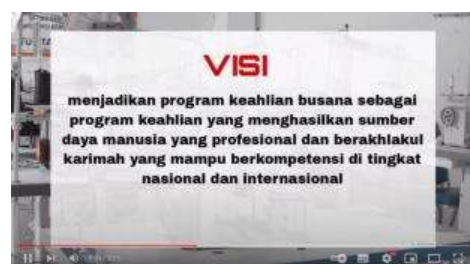 VISI
menjadikan program keahlian busana sebagai
program keahlian yang menghasilkan sumber
daya manusia yang profesional dan berakhlakul
karimah yang mampu berkompetensi di tingkat
nasional dan internasional